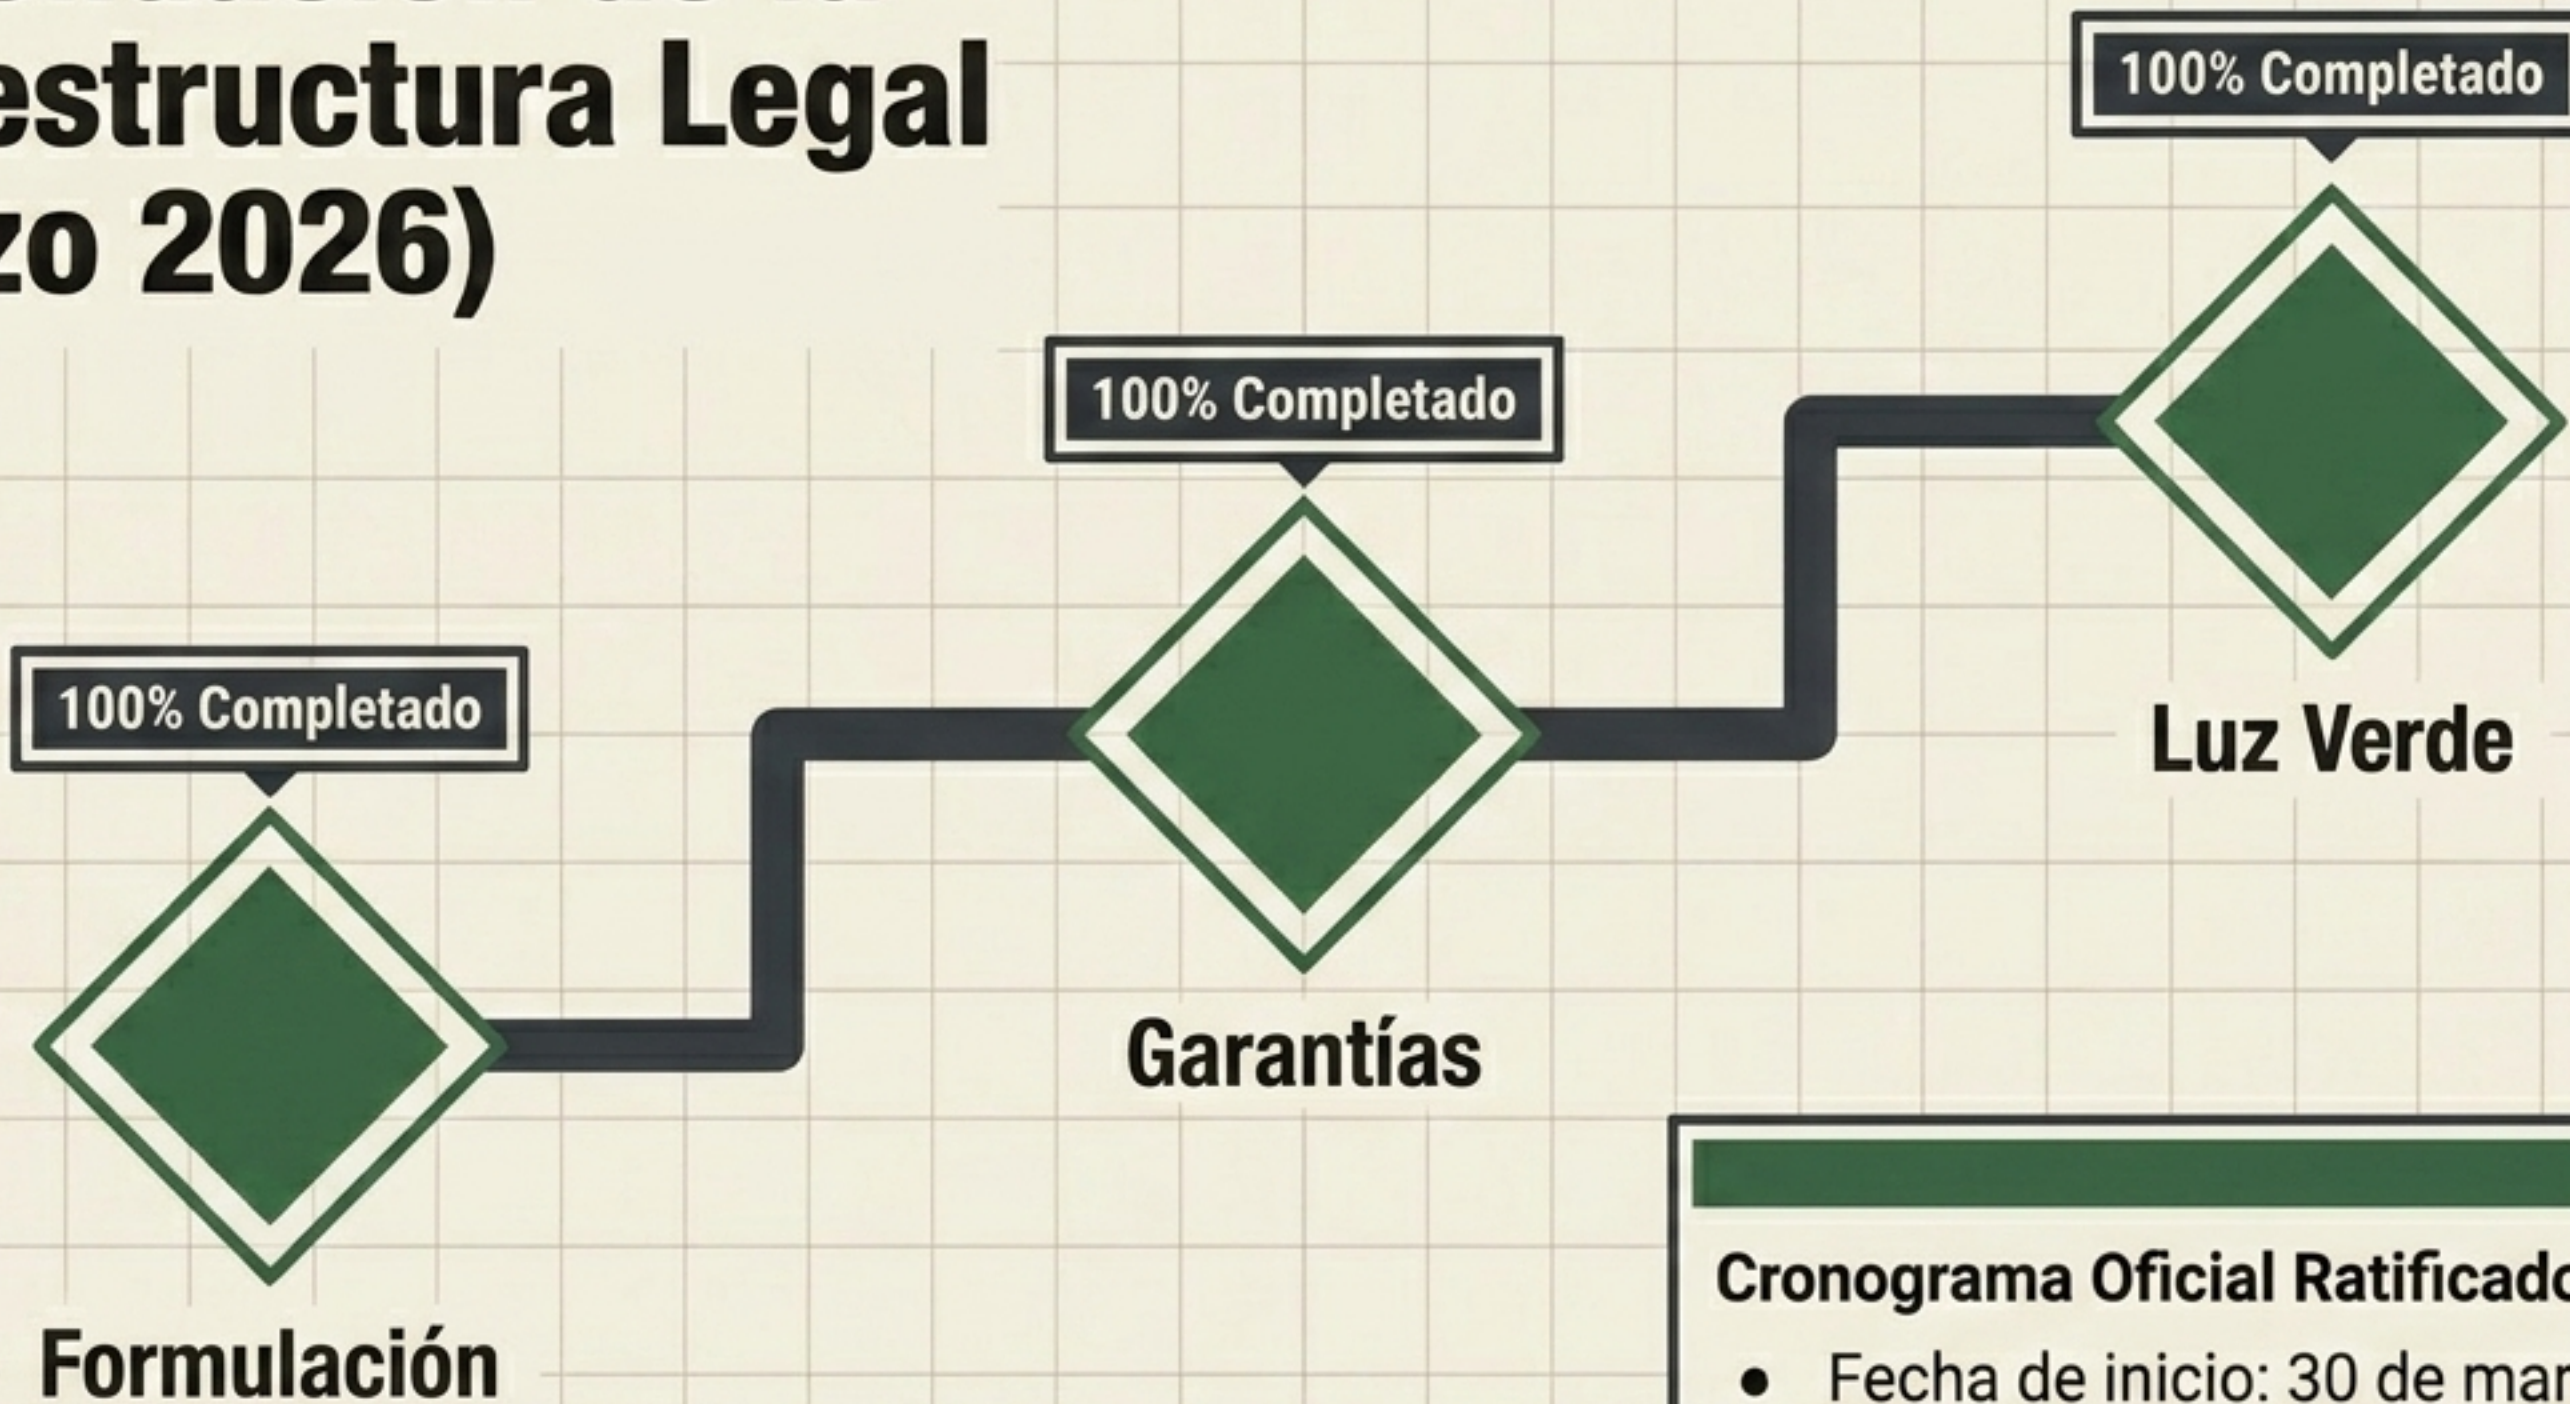 estructura Legal
zo 2026)
100% Completado
100% Completado
100% Completado
Luz Verde
Garantías
Formulación
Cronograma Oficial Ratificado
Fecha de inicio: 30 de mar